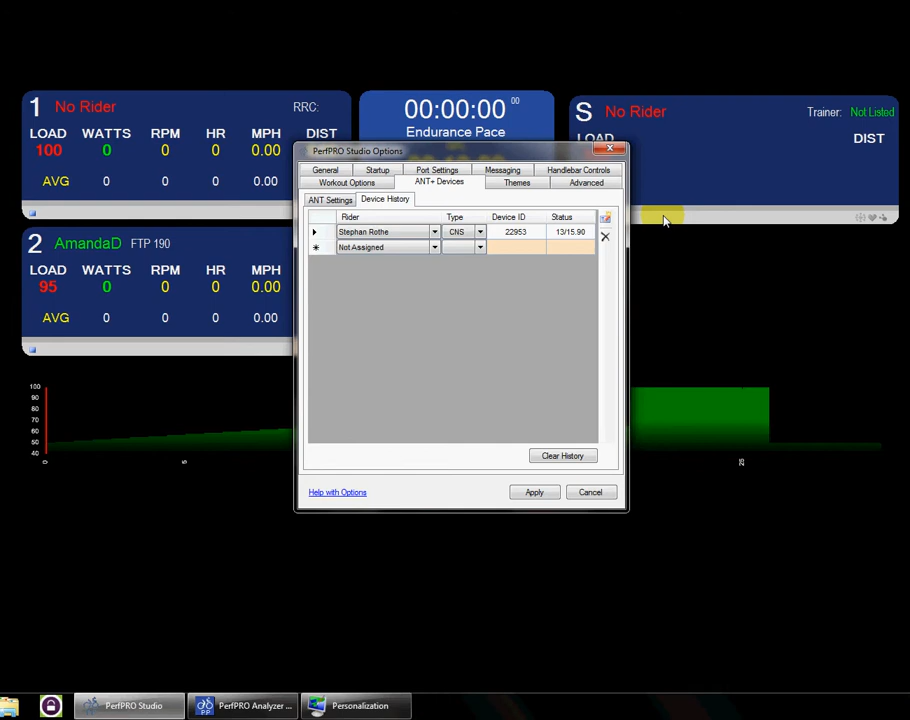 1 No Rider RRC:
LOAD WATTS RPM HR MPH DIST
100 0 0 0 0.00
AVG 0 0 0 0.00
00:00:00 00
Endurance Pace
S No Rider Trainer: Not Listed
LOAD DIST
2 AmandaD FTP 190
LOAD WATTS RPM HR MPH
95 0 0 0 0.00
AVG 0 0 0 0.00
PerfPRO Studio Options
General Startup Port Settings Messaging Handlebar Controls
Workout Options ANT+ Devices Themes Advanced
ANT Settings Device History
Rider Type Device ID Status
Stephan Rothe CNS 22953 13/15.90
Not Assigned
Clear History
Help with Options Apply Cancel
100
90
80
70
60
50
40
0 5 25
PerfPRO Studio PerfPRO Analyzer ... Personalization